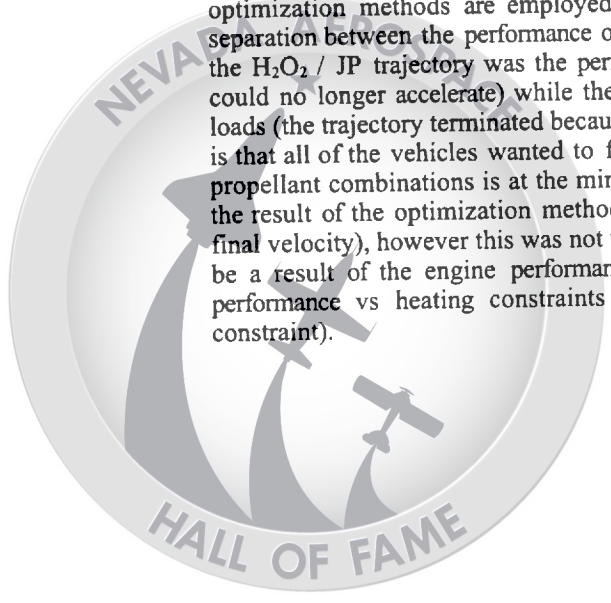 optimization methods are employed
separation between the performance o
the H₂O₂ / JP trajectory was the per
could no longer accelerate) while the
loads (the trajectory terminated becau
is that all of the vehicles wanted to f
propellant combinations is at the mi
the result of the optimization metho
final velocity), however this was not
be a result of the engine performa
performance vs heating constraints
constraint).
NEVADA AEROSPACE
HALL OF FAME